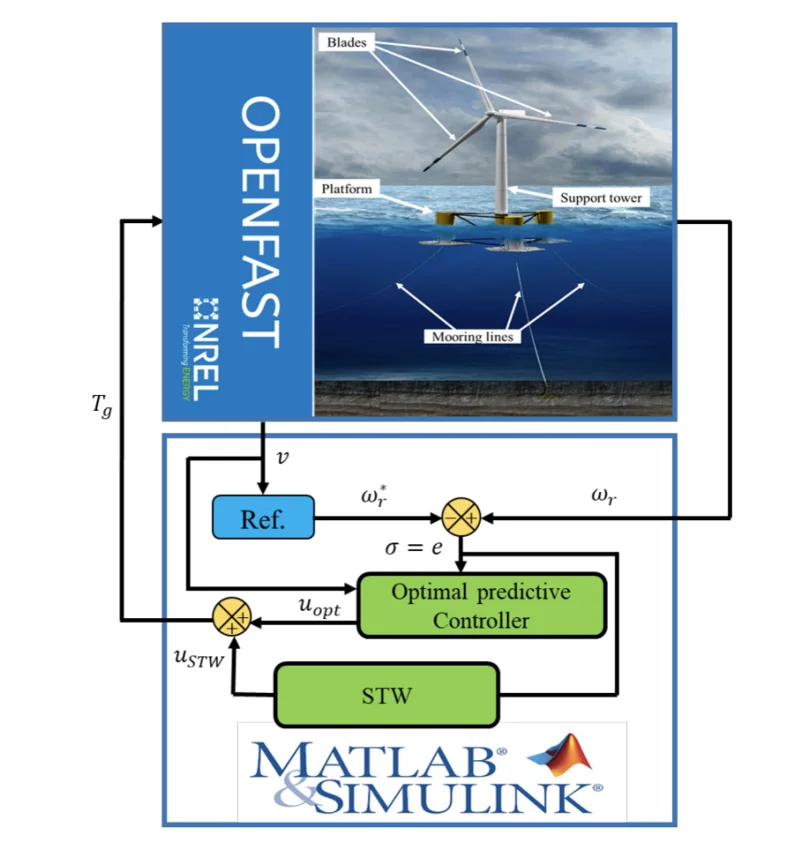 Blades
OPENFAST
Platform
Support tower
NREL
Transforming ENERGY
Mooring lines
T_g
v
Ref.
ω_r^*
− +
ω_r
σ = e
Optimal predictive
Controller
u_opt
+
+
u_STW
STW
MATLAB®
&SIMULINK®